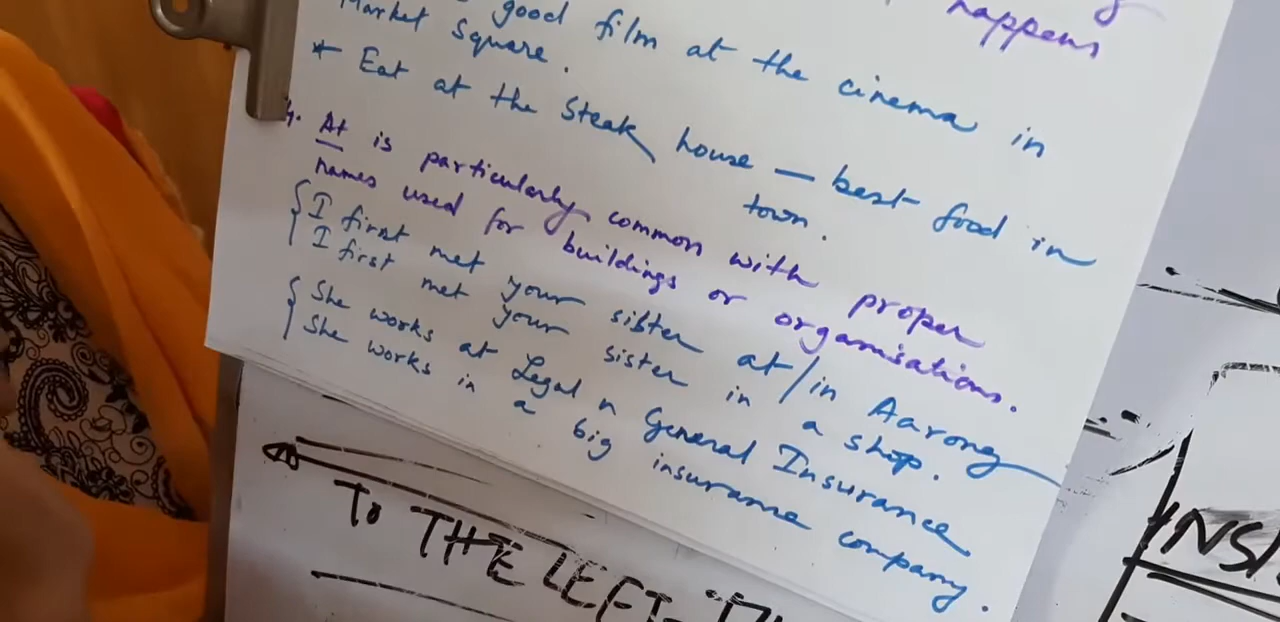 happens
good film at the cinema in
Market Square.
* Eat at the Steak house — best food in
town.
4. At is particularly common with proper
names used for buildings or organisations.
I first met your sister at/in Aarong
I first met your sister in a shop.
She works at Legal n General Insurance
She works in a big insurance company.
TO THE LEFT
INSI